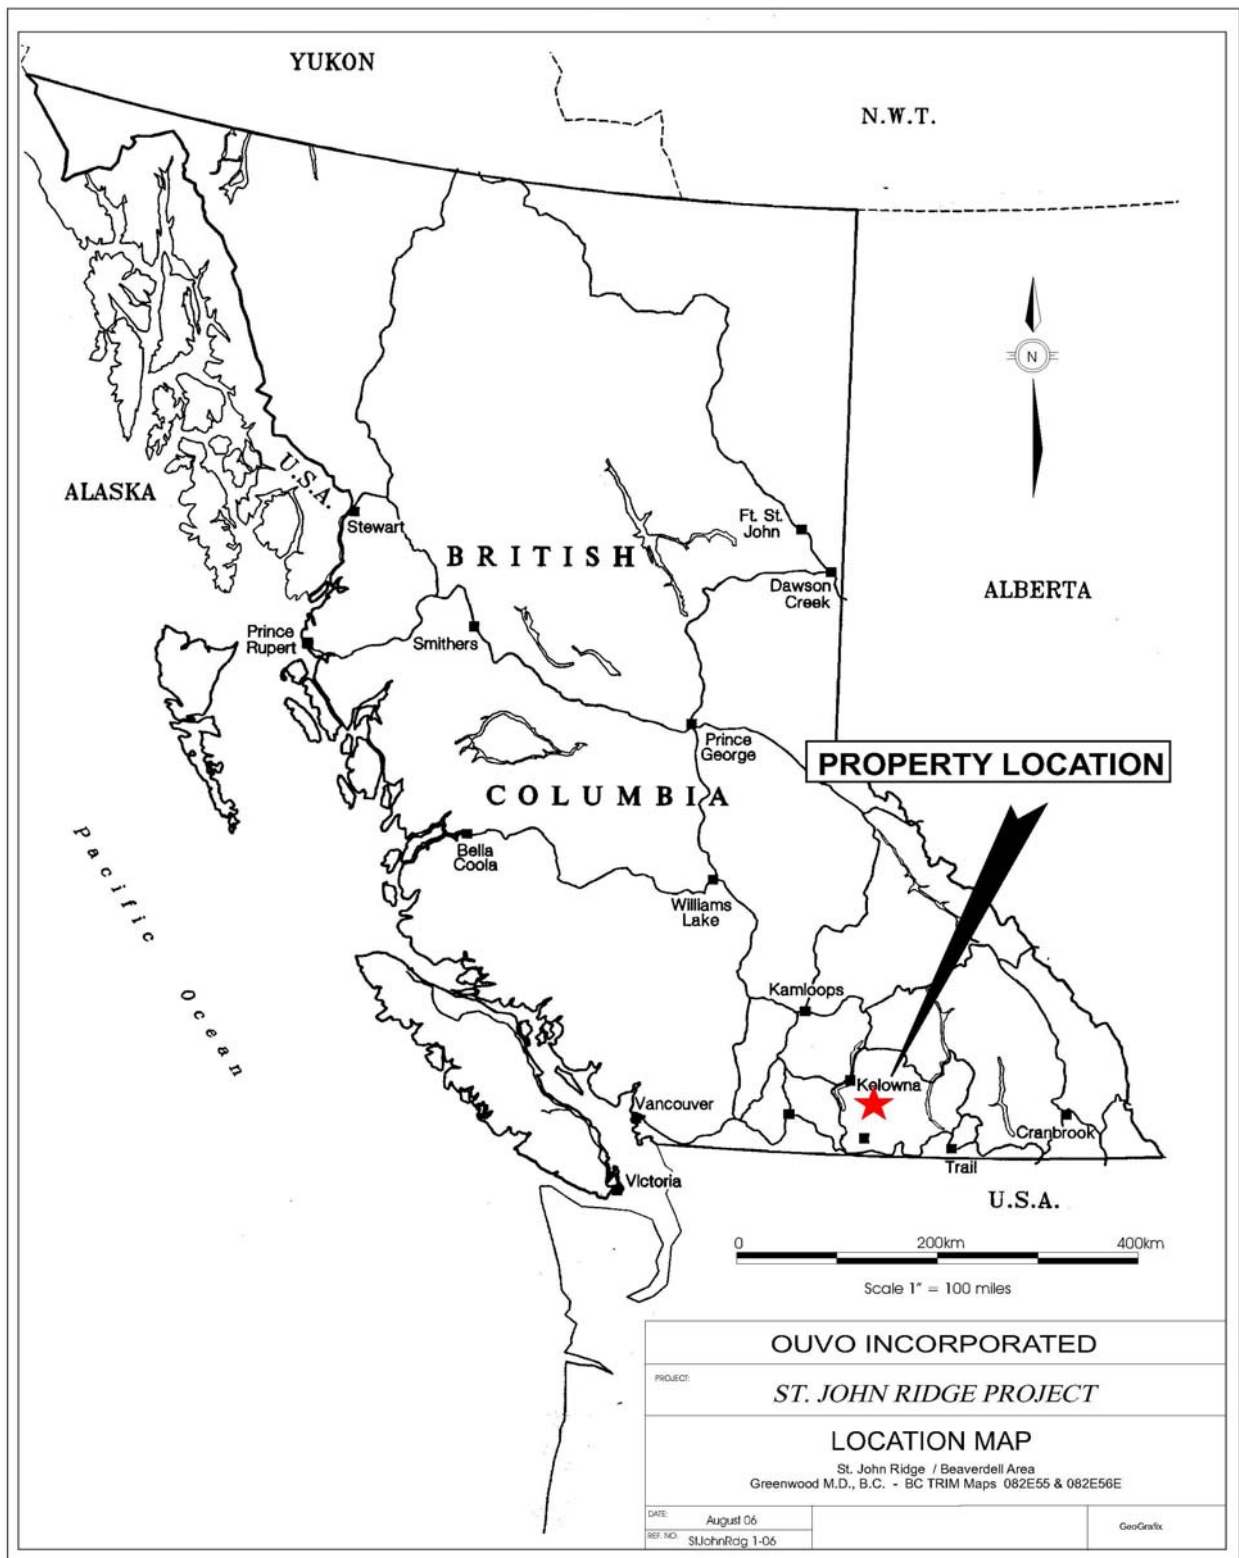 YUKON
N.W.T.
N
ALASKA
U.S.A.
Stewart
Ft. St.
John
BRITISH
Dawson
Creek
ALBERTA
Prince
Rupert
Smithers
Prince
George
PROPERTY LOCATION
COLUMBIA
Pacific Ocean
Bella
Coola
Williams
Lake
Kamloops
Kelowna
Vancouver
Cranbrook
Trail
Victoria
U.S.A.
0 200km 400km
Scale 1" = 100 miles
OUVO INCORPORATED
PROJECT:
ST. JOHN RIDGE PROJECT
LOCATION MAP
St. John Ridge / Beaverdell Area
Greenwood M.D., B.C. - BC TRIM Maps 082E55 & 082E56E
DATE: August 06
REF. NO. StJohnRdg 1-06
GeoGrafix